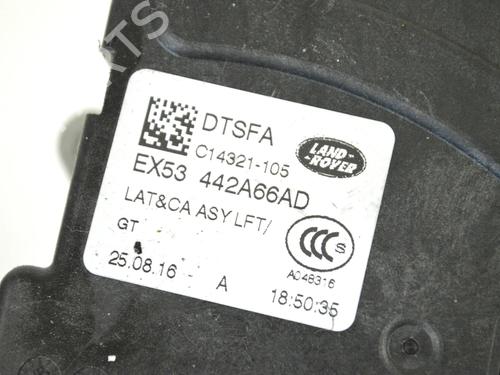 DTSFA
LAND
ROVER
C14321-105
EX53 442A66AD
LAT&CA ASY LFT/
GT
CCC S
A048316
25.08.16 A 18:50:35